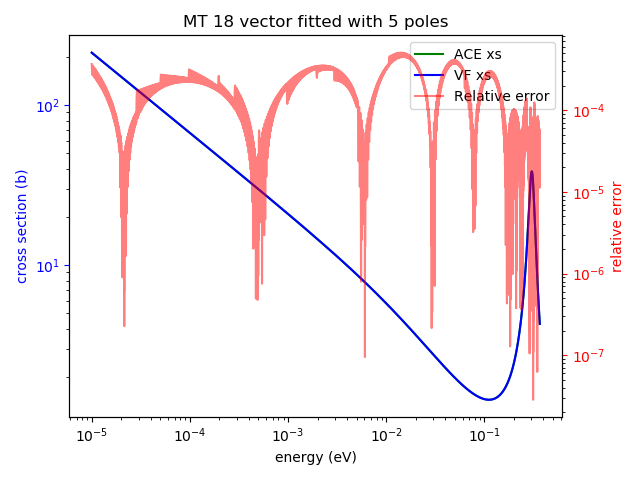 MT 18 vector fitted with 5 poles
ACE xs
VF xs
Relative error
10²
10¹
cross section (b)
10⁻⁴
10⁻⁵
10⁻⁶
10⁻⁷
relative error
10⁻⁵ 10⁻⁴ 10⁻³ 10⁻² 10⁻¹
energy (eV)